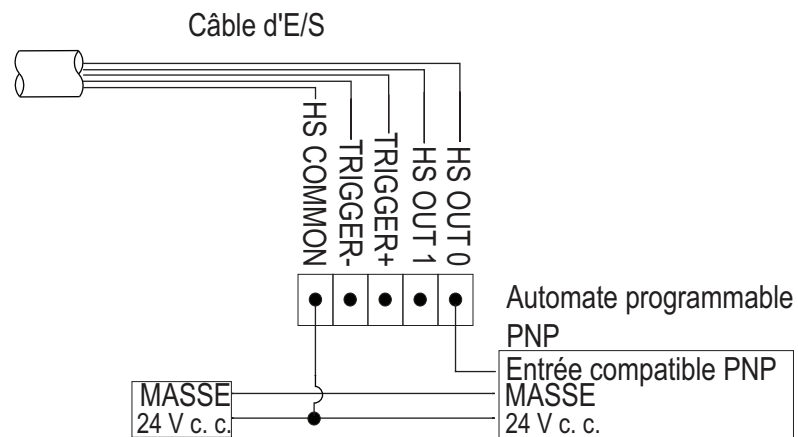 Câble d'E/S
HS COMMON
TRIGGER-
TRIGGER+
HS OUT 1
HS OUT 0
Automate programmable
PNP
Entrée compatible PNP
MASSE
24 V c. c.
MASSE
24 V c. c.